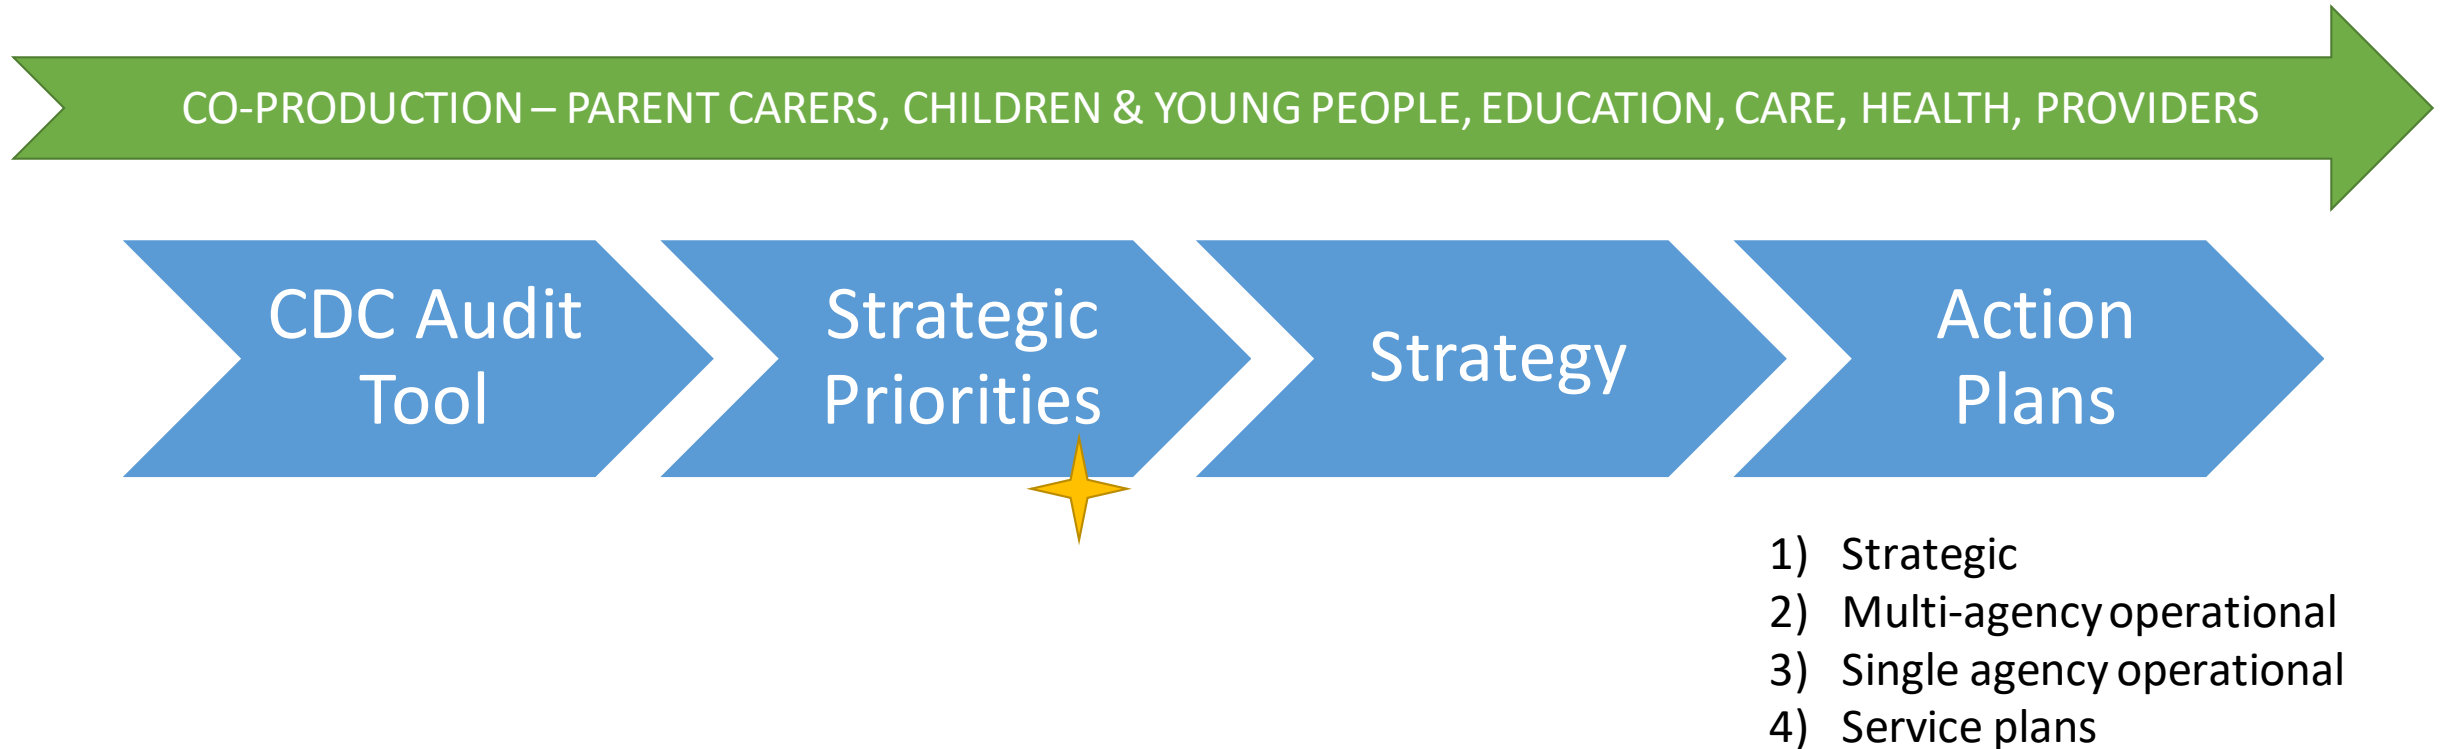 CO-PRODUCTION – PARENT CARERS, CHILDREN & YOUNG PEOPLE, EDUCATION, CARE, HEALTH, PROVIDERS
CDC Audit
Tool
Strategic
Priorities
Strategy
Action
Plans
1) Strategic
2) Multi-agency operational
3) Single agency operational
4) Service plans